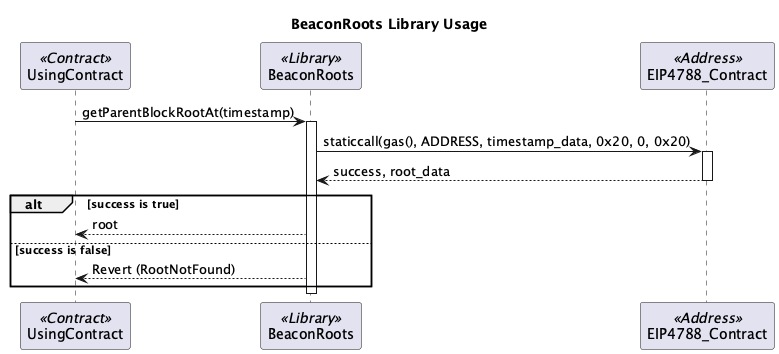 BeaconRoots Library Usage
«Contract»
UsingContract
«Library»
BeaconRoots
«Address»
EIP4788_Contract
getParentBlockRootAt(timestamp)
staticcall(gas(), ADDRESS, timestamp_data, 0x20, 0, 0x20)
success, root_data
alt [success is true]
root
[success is false]
Revert (RootNotFound)
«Contract»
UsingContract
«Library»
BeaconRoots
«Address»
EIP4788_Contract